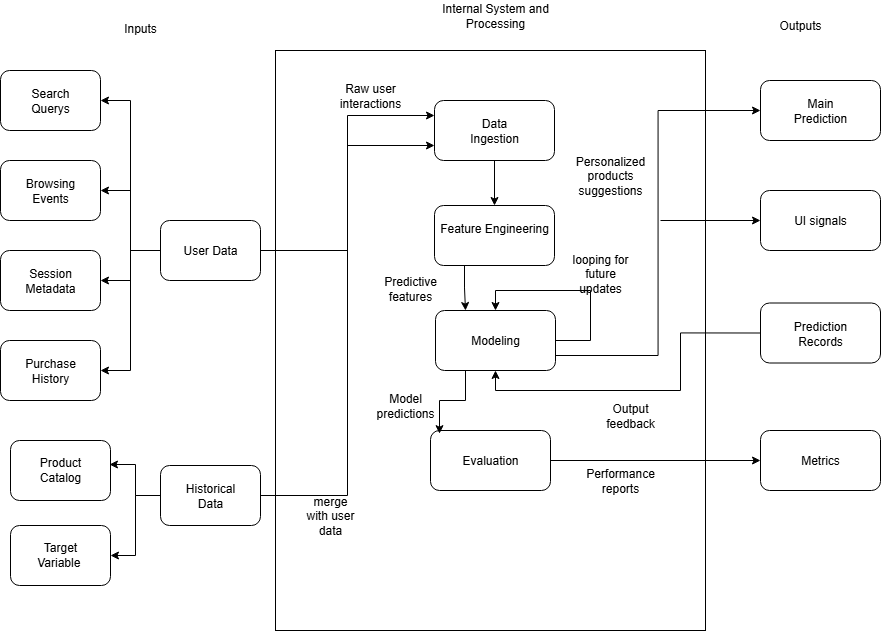 Internal System and
Processing
Inputs
Outputs
Search
Querys
Browsing
Events
Session
Metadata
Purchase
History
User Data
Product
Catalog
Target
Variable
Historical
Data
Raw user
interactions
merge
with user
data
Data
Ingestion
Feature Engineering
Predictive
features
looping for
future
updates
Modeling
Model
predictions
Evaluation
Personalized
products
suggestions
Output
feedback
Performance
reports
Main
Prediction
UI signals
Prediction
Records
Metrics